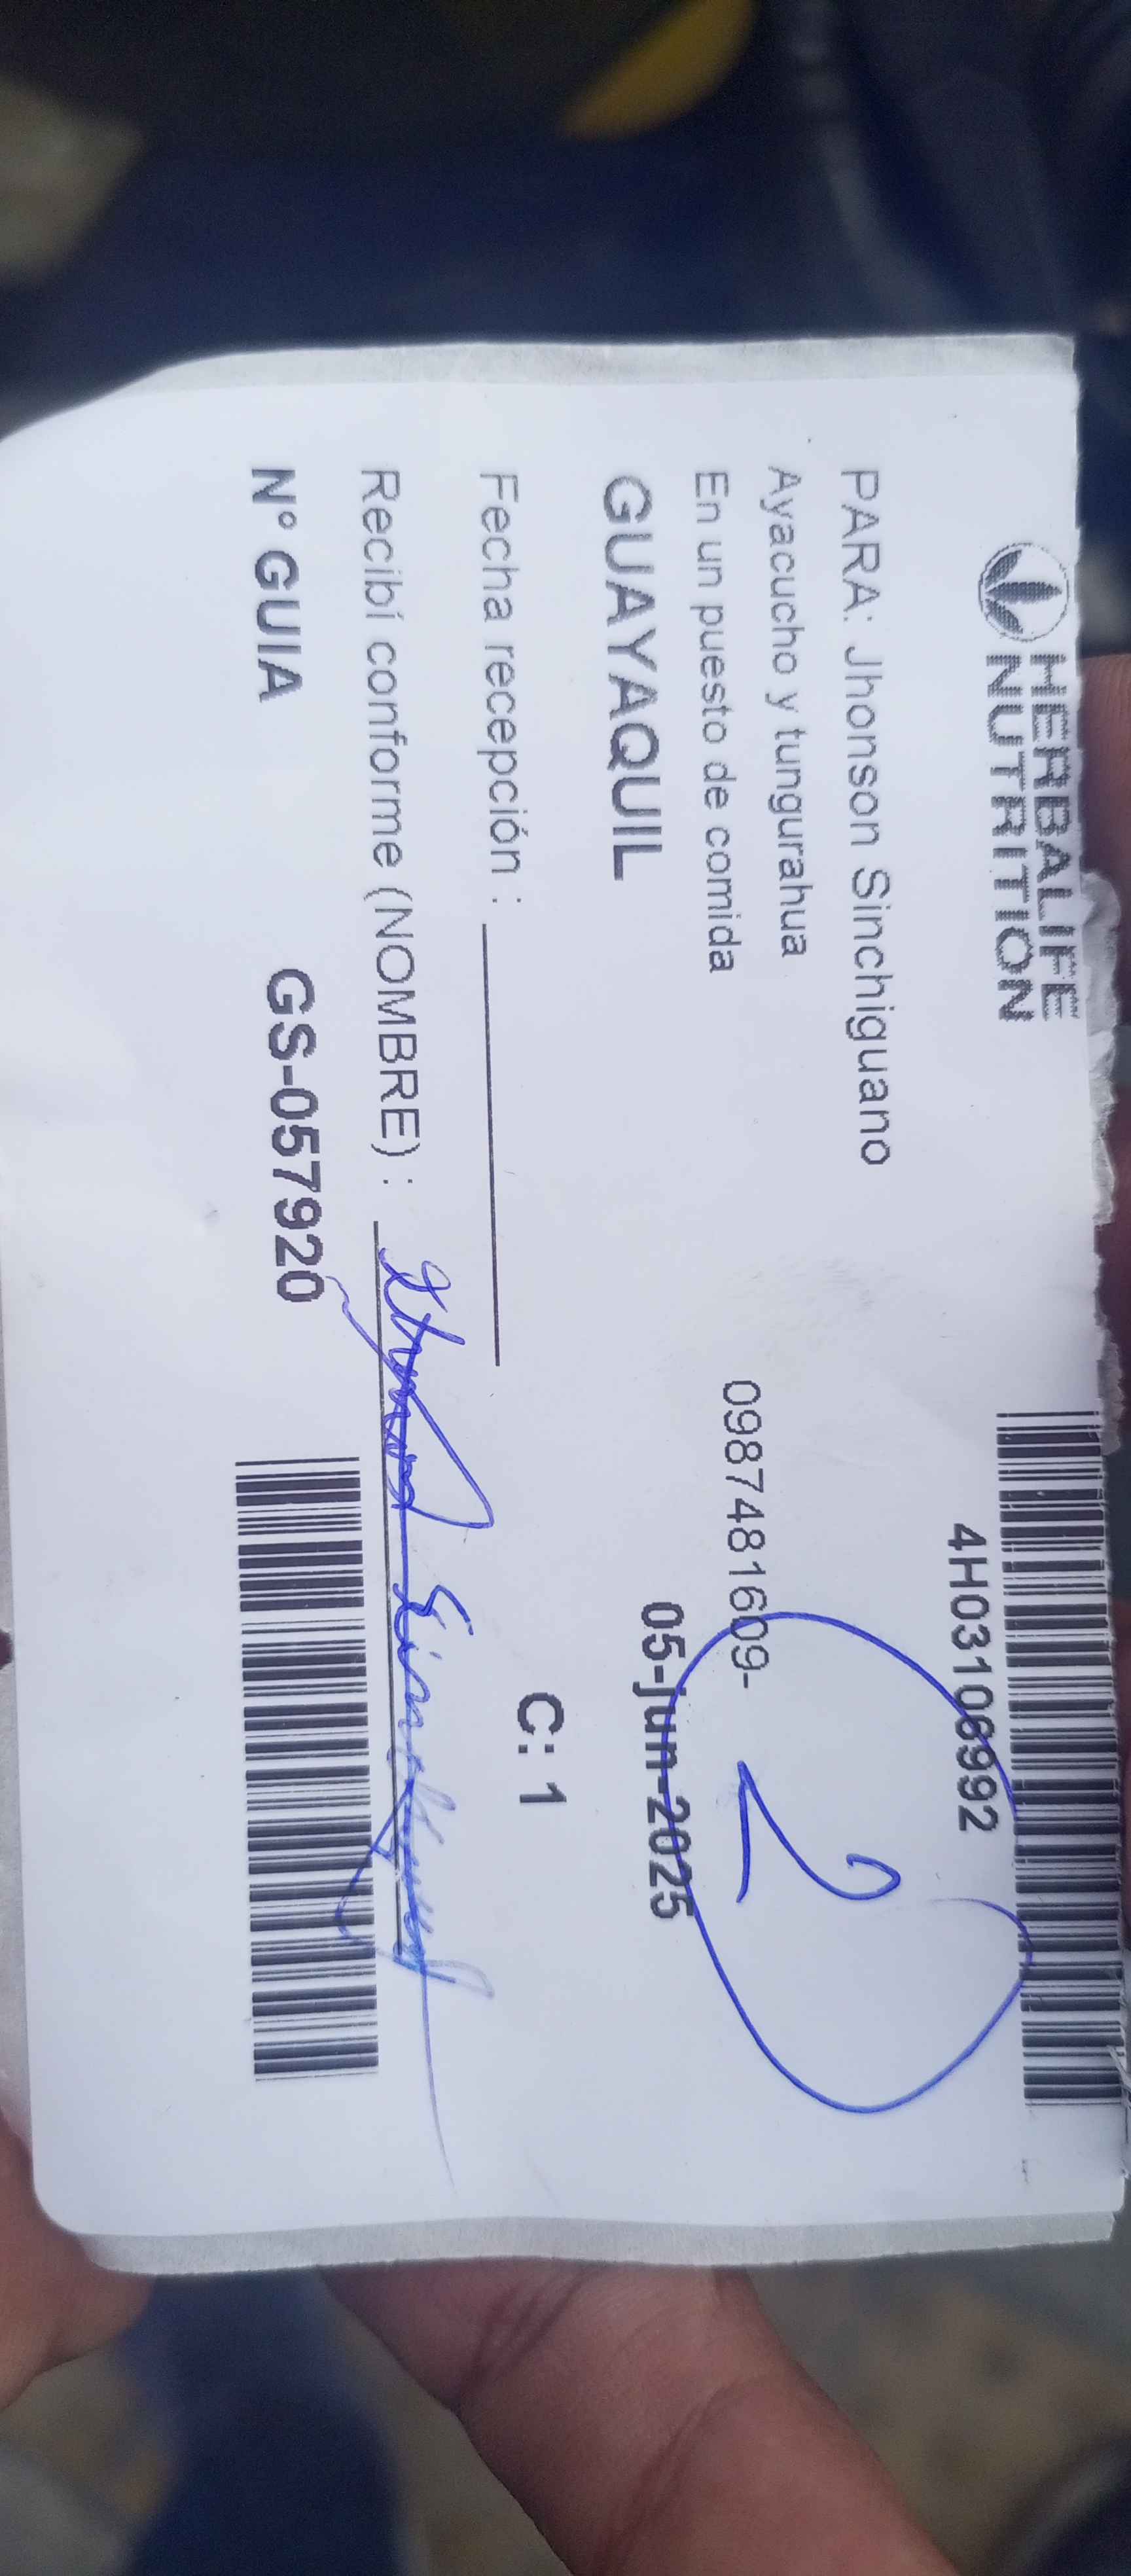 HERBALIFE
NUTRITION
4H03106992
PARA: Jhonson Sinchiguano
Ayacucho y tungurahua
En un puesto de comida
0987481609-
2
GUAYAQUIL
05-jun-2025
Fecha recepción :
C: 1
Recibí conforme (NOMBRE) :
N° GUIA
GS-057920